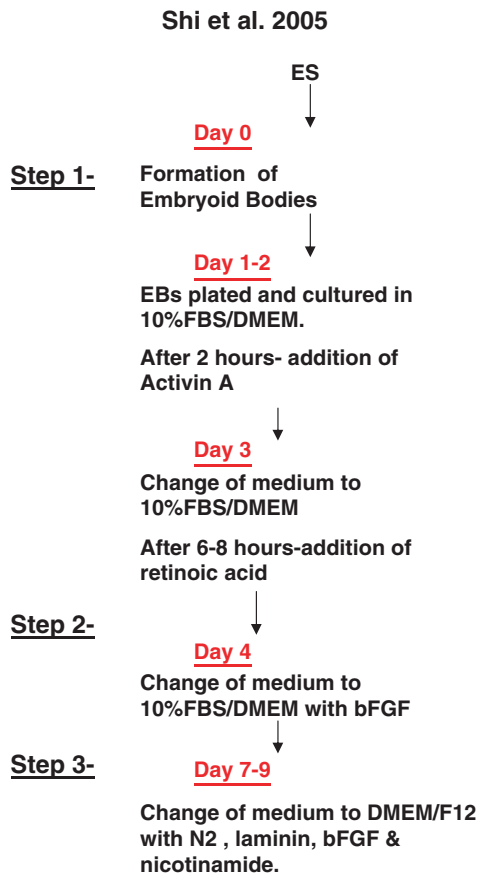 Shi et al. 2005
ES
Day 0
Step 1-
Formation of
Embryoid Bodies
Day 1-2
EBs plated and cultured in
10%FBS/DMEM.
After 2 hours- addition of
Activin A
Day 3
Change of medium to
10%FBS/DMEM
After 6-8 hours-addition of
retinoic acid
Step 2-
Day 4
Change of medium to
10%FBS/DMEM with bFGF
Step 3-
Day 7-9
Change of medium to DMEM/F12
with N2 , laminin, bFGF &
nicotinamide.